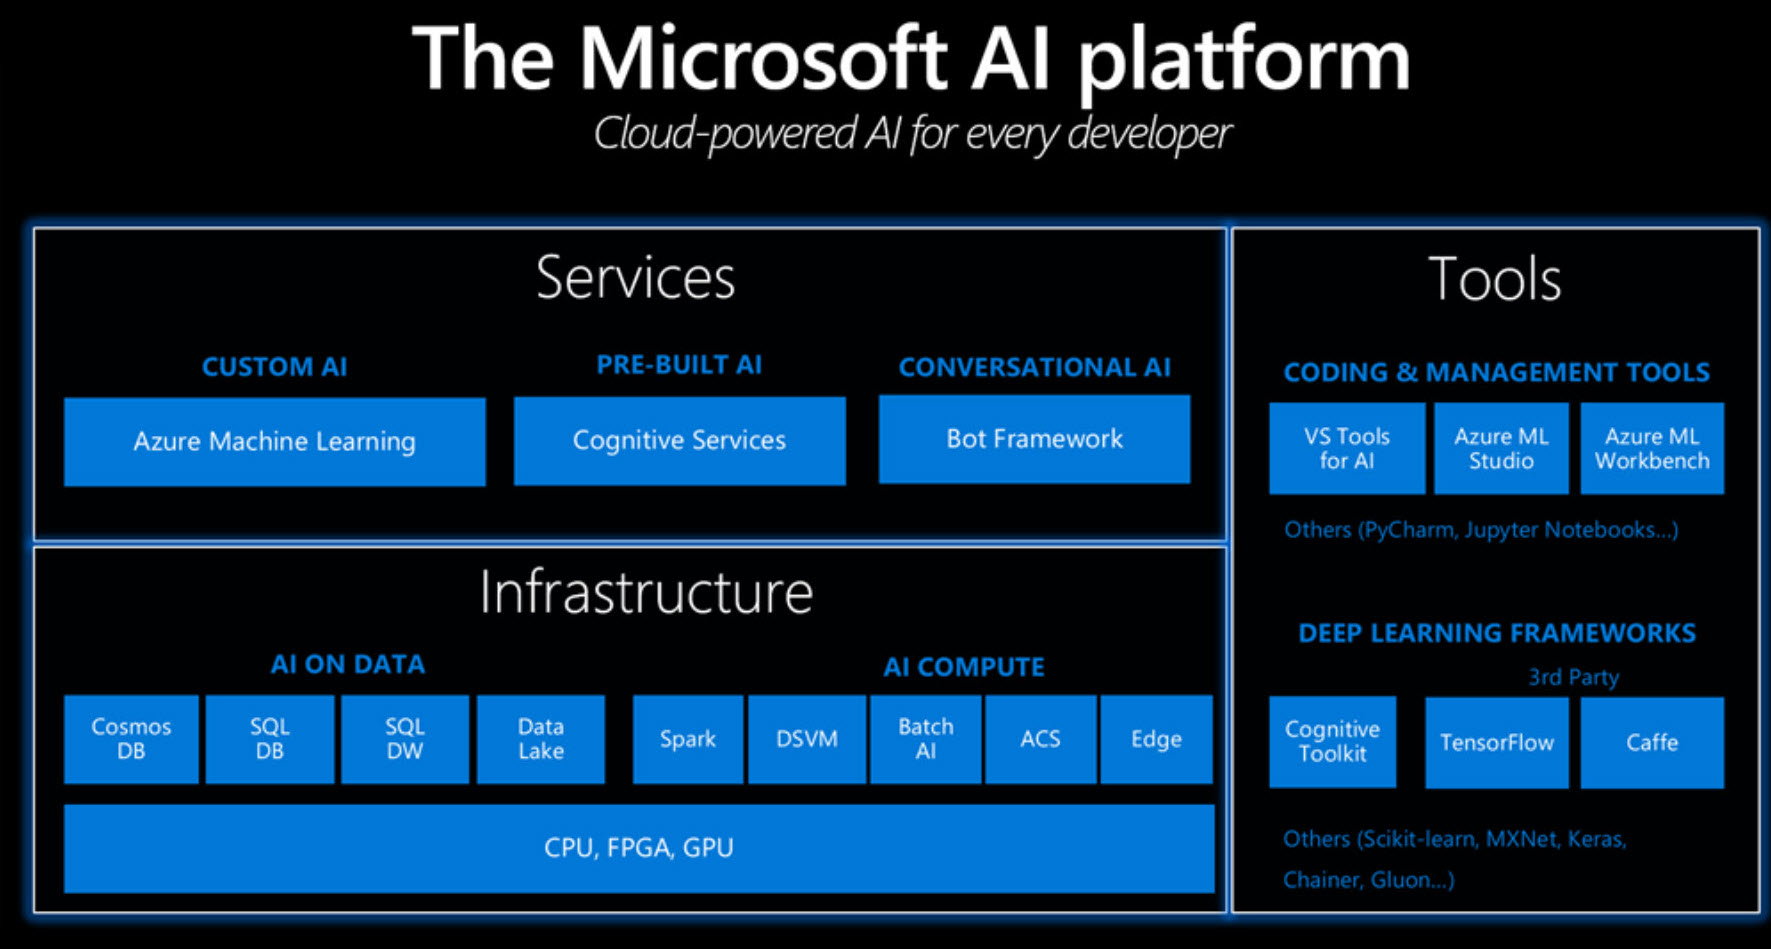 The Microsoft AI platform
Cloud-powered AI for every developer
Services
CUSTOM AI
Azure Machine Learning
PRE-BUILT AI
Cognitive Services
CONVERSATIONAL AI
Bot Framework
Infrastructure
AI ON DATA
Cosmos
DB
SQL
DB
SQL
DW
Data
Lake
AI COMPUTE
Spark
DSVM
Batch
AI
ACS
Edge
CPU, FPGA, GPU
Tools
CODING & MANAGEMENT TOOLS
VS Tools
for AI
Azure ML
Studio
Azure ML
Workbench
Others (PyCharm, Jupyter Notebooks...)
DEEP LEARNING FRAMEWORKS
3rd Party
Cognitive
Toolkit
TensorFlow
Caffe
Others (Scikit-learn, MXNet, Keras,
Chainer, Gluon...)